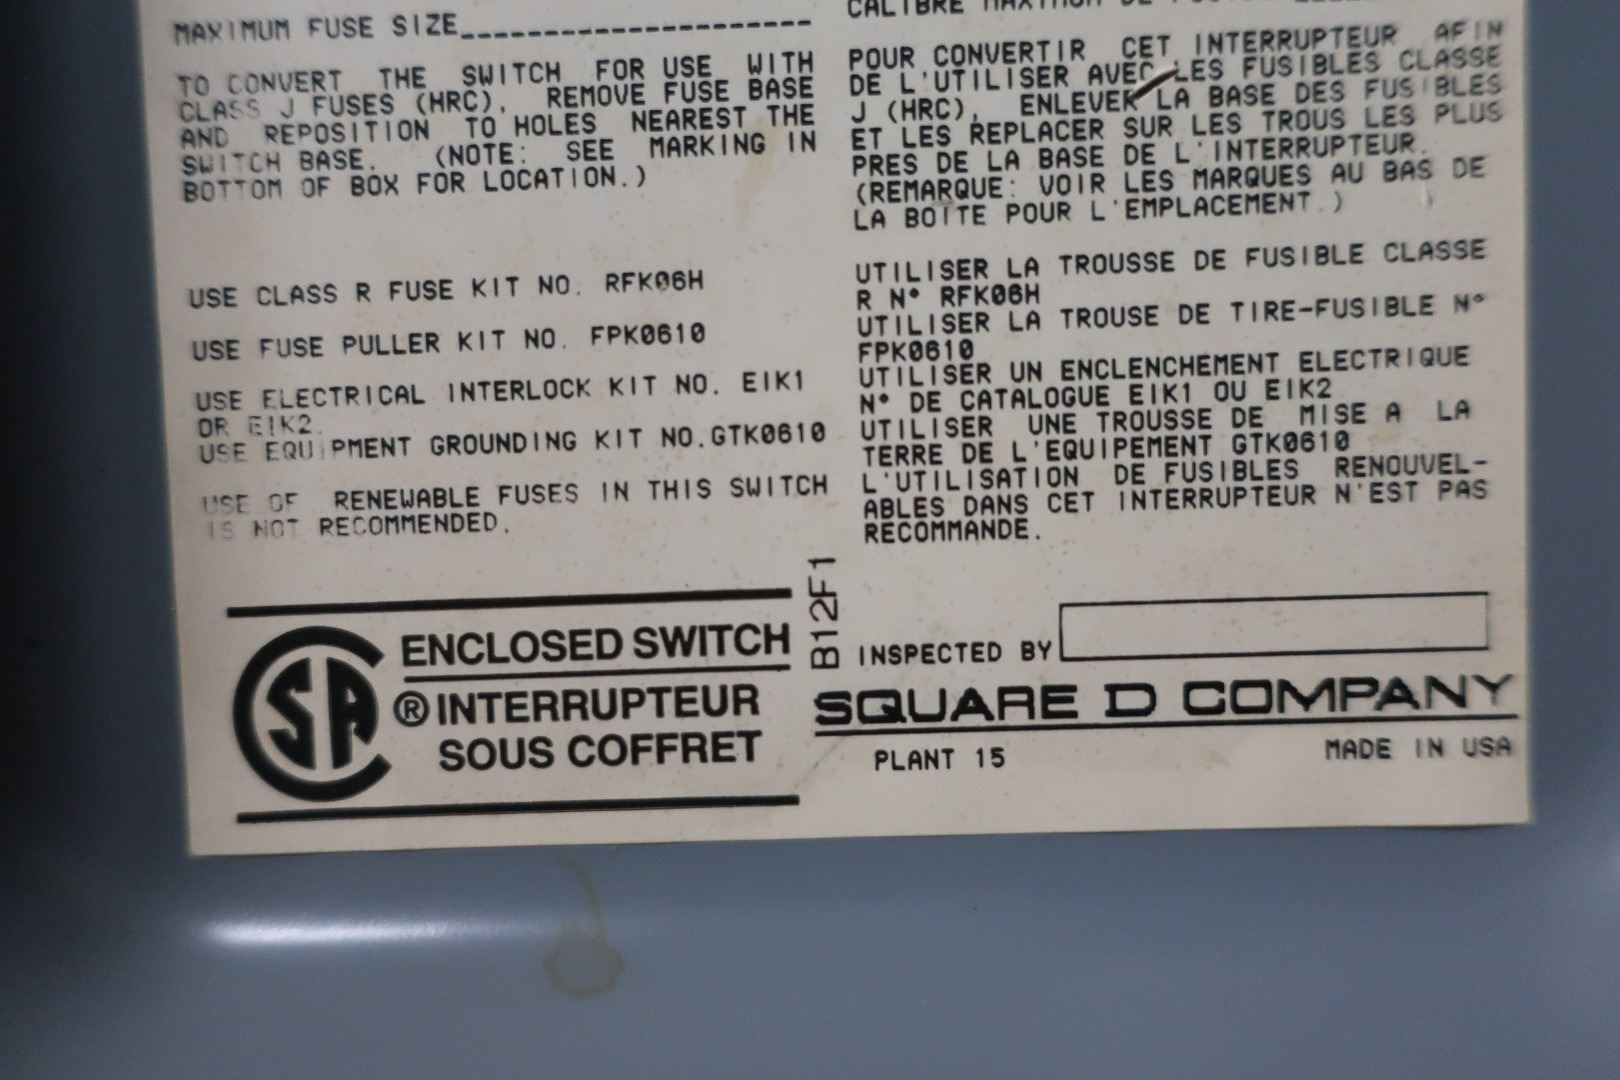 MAXIMUM FUSE SIZE
TO CONVERT THE SWITCH FOR USE WITH
CLASS J FUSES (HRC), REMOVE FUSE BASE
AND REPOSITION TO HOLES NEAREST THE
SWITCH BASE. (NOTE: SEE MARKING IN
BOTTOM OF BOX FOR LOCATION.)
USE CLASS R FUSE KIT NO. RFK06H
USE FUSE PULLER KIT NO. FPK0610
USE ELECTRICAL INTERLOCK KIT NO. EIK1
OR EIK2.
USE EQUIPMENT GROUNDING KIT NO.GTK0610
USE OF RENEWABLE FUSES IN THIS SWITCH
IS NOT RECOMMENDED.
CALIBRE MAXIMUM DE
POUR CONVERTIR CET INTERRUPTEUR AFIN
DE L'UTILISER AVEC LES FUSIBLES CLASSE
J (HRC), ENLEVER LA BASE DES FUSIBLES
ET LES REPLACER SUR LES TROUS LES PLUS
PRES DE LA BASE DE L'INTERRUPTEUR.
(REMARQUE: VOIR LES MARQUES AU BAS DE
LA BOITE POUR L'EMPLACEMENT.)
UTILISER LA TROUSSE DE FUSIBLE CLASSE
R N° RFK06H
UTILISER LA TROUSE DE TIRE-FUSIBLE N°
FPK0610
UTILISER UN ENCLENCHEMENT ELECTRIQUE
N° DE CATALOGUE EIK1 OU EIK2
UTILISER UNE TROUSSE DE MISE A LA
TERRE DE L'EQUIPEMENT GTK0610
L'UTILISATION DE FUSIBLES RENOUVEL-
ABLES DANS CET INTERRUPTEUR N'EST PAS
RECOMMANDE.
SA
ENCLOSED SWITCH
® INTERRUPTEUR
SOUS COFFRET
B12F1
INSPECTED BY
SQUARE D COMPANY
PLANT 15
MADE IN USA